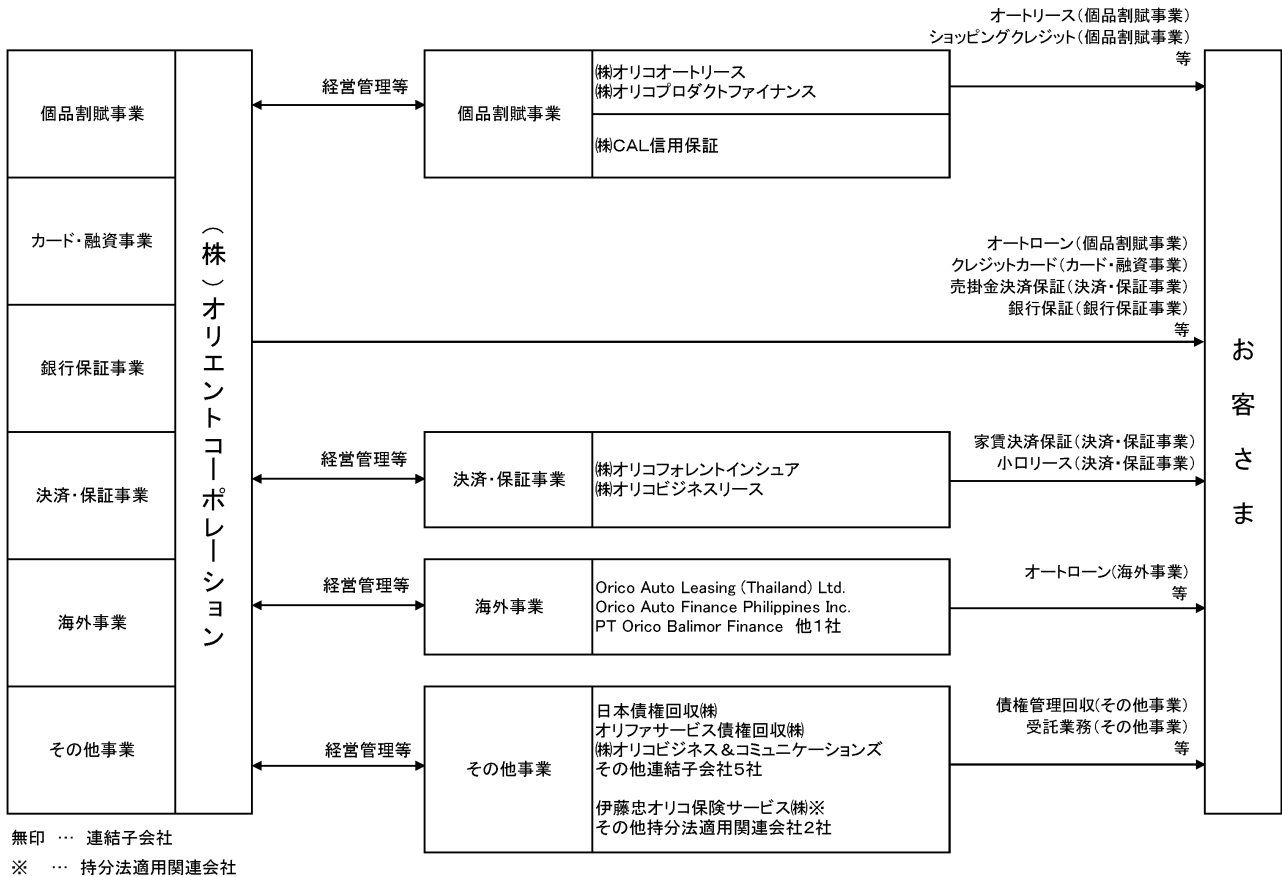 オートリース(個品割賦事業)
ショッピングクレジット(個品割賦事業)
等
個品割賦事業
カード・融資事業
銀行保証事業
決済・保証事業
海外事業
その他事業
(株)オリエントコーポレーション
経営管理等
個品割賦事業
㈱オリコオートリース
㈱オリコプロダクトファイナンス
㈱CAL信用保証
オートローン(個品割賦事業)
クレジットカード(カード・融資事業)
売掛金決済保証(決済・保証事業)
銀行保証(銀行保証事業)
等
経営管理等
決済・保証事業
㈱オリコフォレントインシュア
㈱オリコビジネスリース
家賃決済保証(決済・保証事業)
小口リース(決済・保証事業)
経営管理等
海外事業
Orico Auto Leasing (Thailand) Ltd.
Orico Auto Finance Philippines Inc.
PT Orico Balimor Finance 他1社
オートローン(海外事業)
等
経営管理等
その他事業
日本債権回収㈱
オリファサービス債権回収㈱
㈱オリコビジネス&コミュニケーションズ
その他連結子会社5社
伊藤忠オリコ保険サービス㈱※
その他持分法適用関連会社2社
債権管理回収(その他事業)
受託業務(その他事業)
等
お客さま
無印 … 連結子会社
※ … 持分法適用関連会社